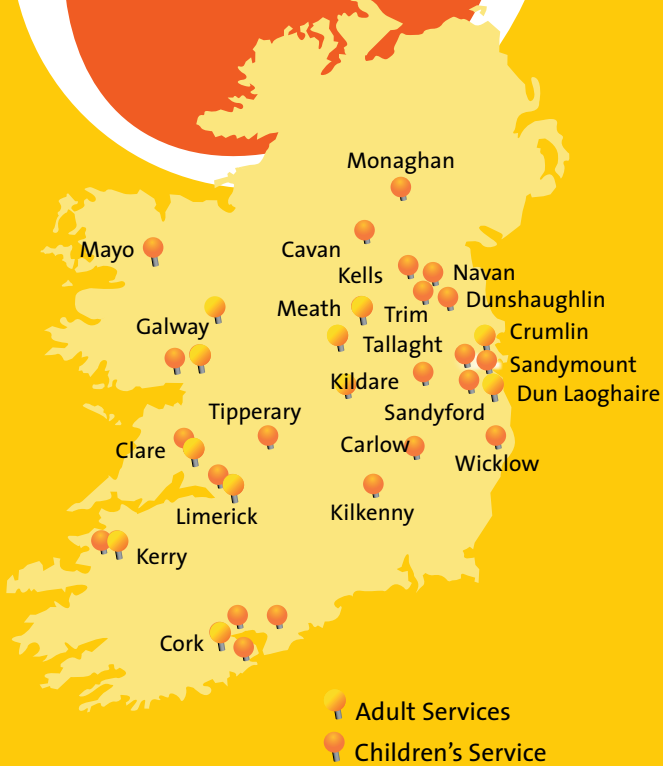 Monaghan
Mayo
Cavan
Kells
Navan
Meath
Trim
Dunshaughlin
Galway
Tallaght
Crumlin
Sandymount
Kildare
Dun Laoghaire
Tipperary
Sandyford
Clare
Carlow
Wicklow
Limerick
Kilkenny
Kerry
Cork
Adult Services
Children's Service